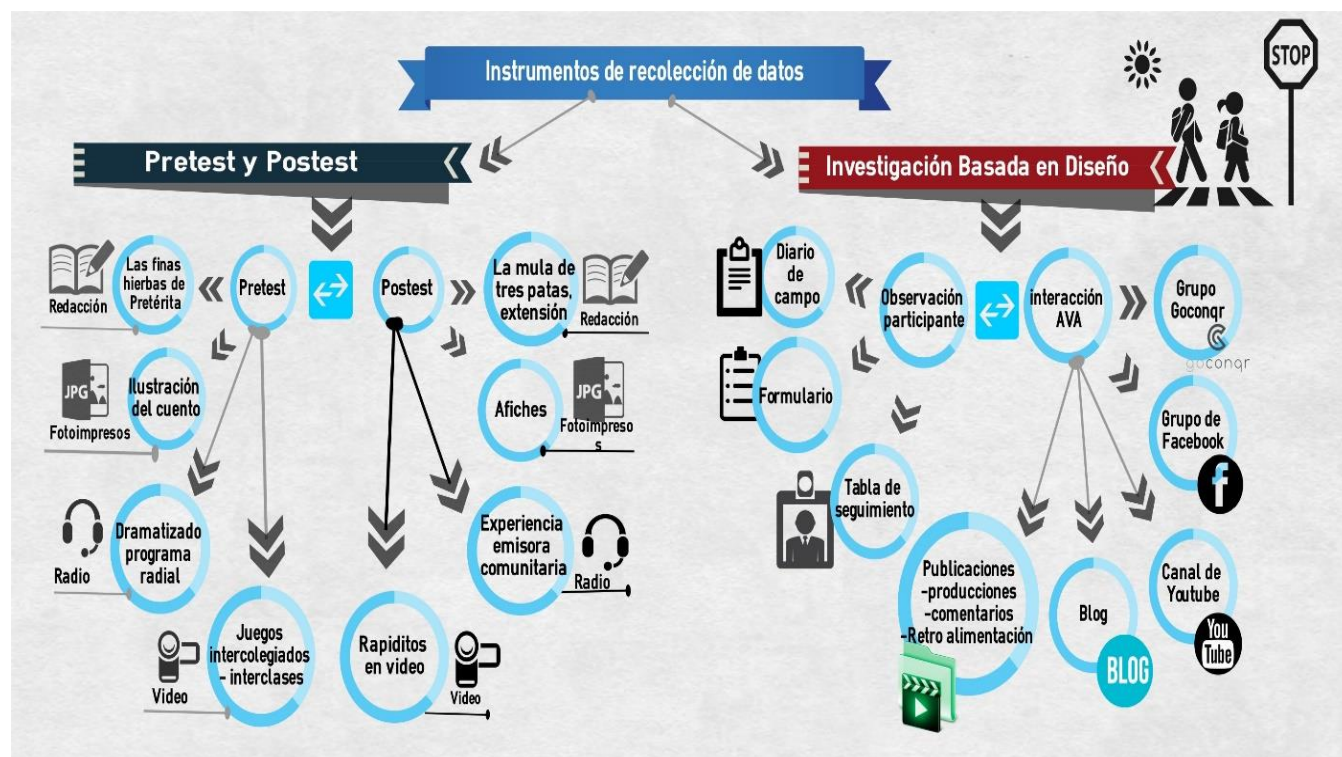 Instrumentos de recolección de datos
STOP
Pretest y Postest
Investigación Basada en Diseño
Redacción
Las finas
hierbas de
Pretérita
Pretest
Postest
La mula de
tres patas,
extensión
Redacción
JPG
Fotoimpresos
Ilustración
del cuento
Afiches
JPG
Fotoimpreso
s
Radio
Dramatizado
programa
radial
Experiencia
emisora
comunitaria
Radio
Video
Juegos
intercolegiados
- interclases
Rapiditos
en video
Video
Diario
de
campo
Observación
participante
interacción
AVA
Grupo
Goconqr
goconqr
Formulario
Grupo de
Facebook
f
Tabla de
seguimiento
Publicaciones
-producciones
-comentarios
-Retro alimentación
Blog
BLOG
Canal de
Youtube
You
Tube